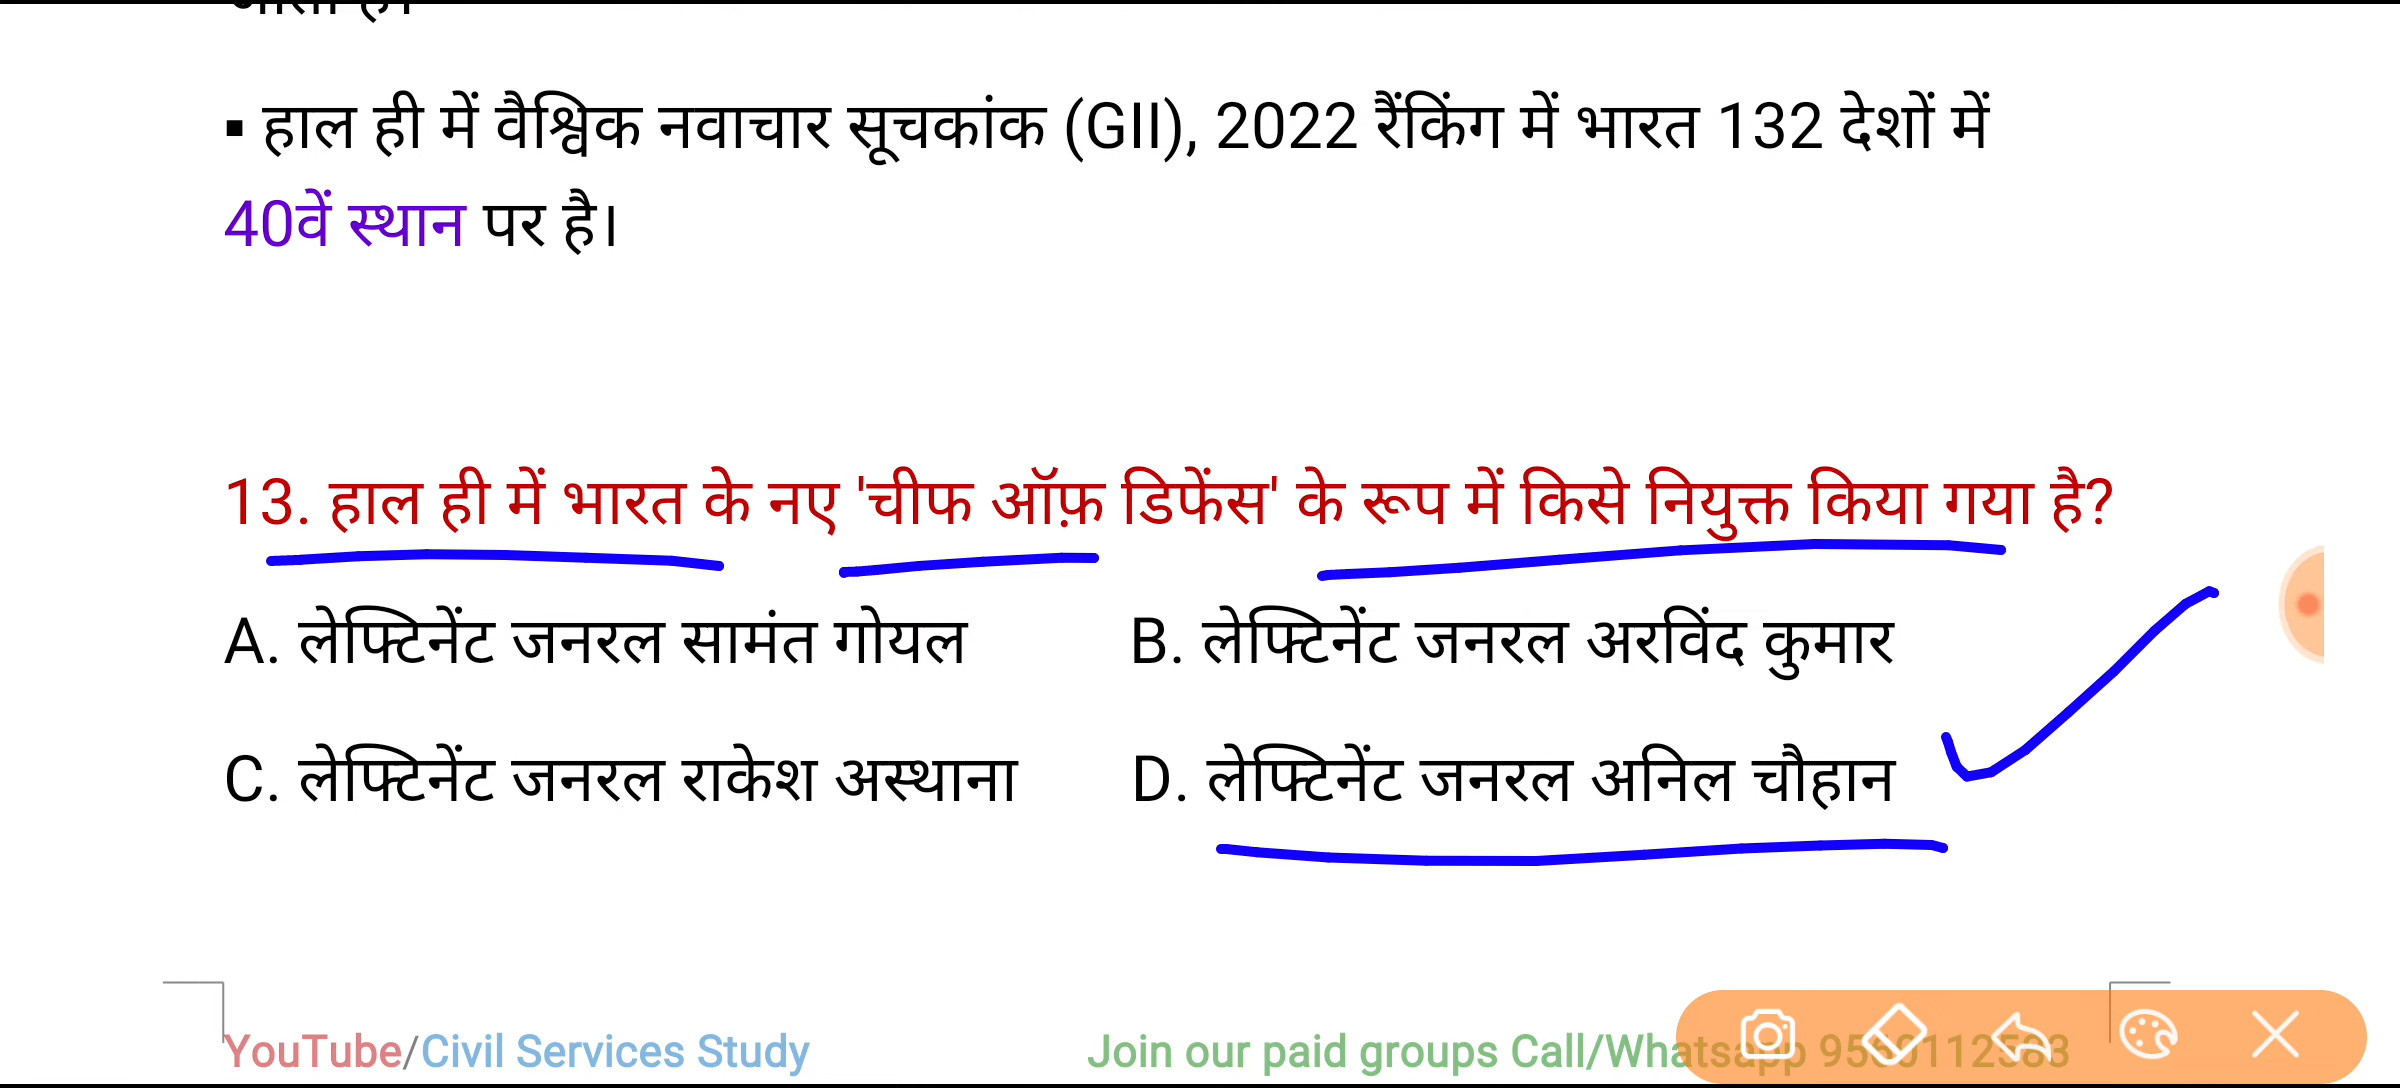 ▪ हाल ही में वैश्विक नवाचार सूचकांक (GII), 2022 रैंकिंग में भारत 132 देशों में
40वें स्थान पर है।
13. हाल ही में भारत के नए 'चीफ ऑफ़ डिफेंस' के रूप में किसे नियुक्त किया गया है?
A. लेफ्टिनेंट जनरल सामंत गोयल B. लेफ्टिनेंट जनरल अरविंद कुमार
C. लेफ्टिनेंट जनरल राकेश अस्थाना D. लेफ्टिनेंट जनरल अनिल चौहान
YouTube/Civil Services Study Join our paid groups Call/Whatsapp